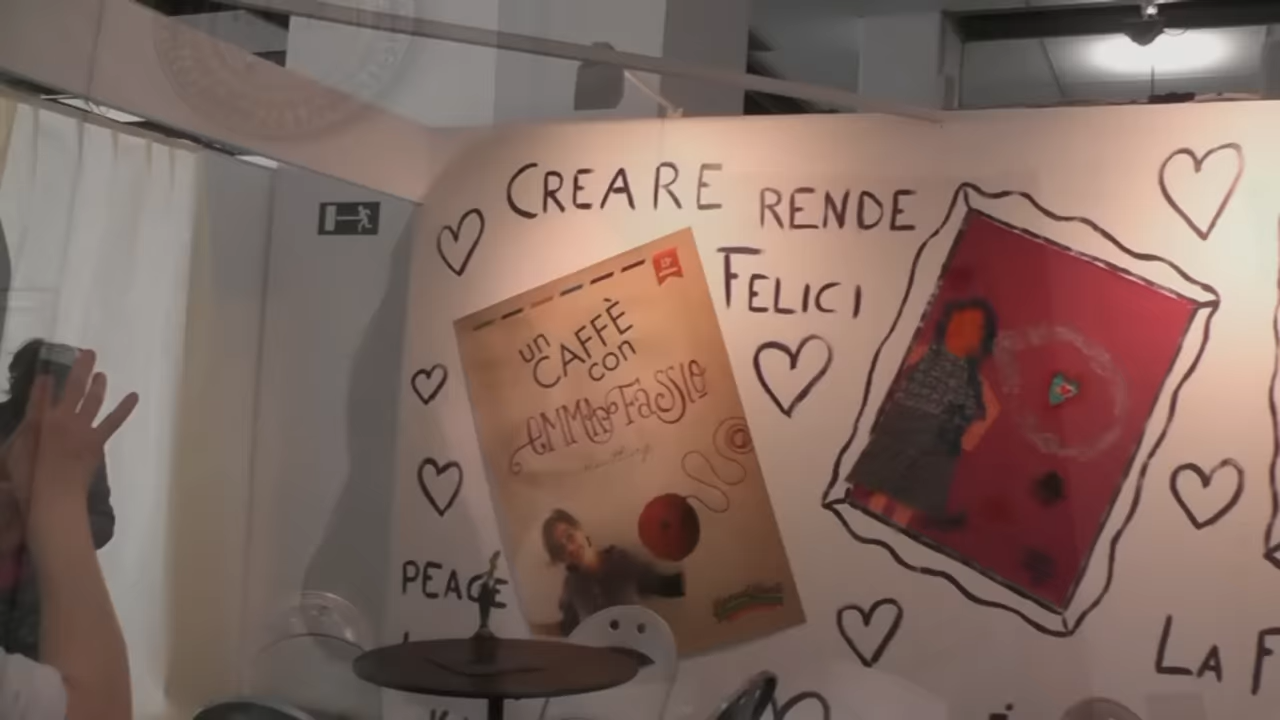 CREARE RENDE
FELICI
un
CAFFÈ
con
emma Fassio
PEACE
LA F